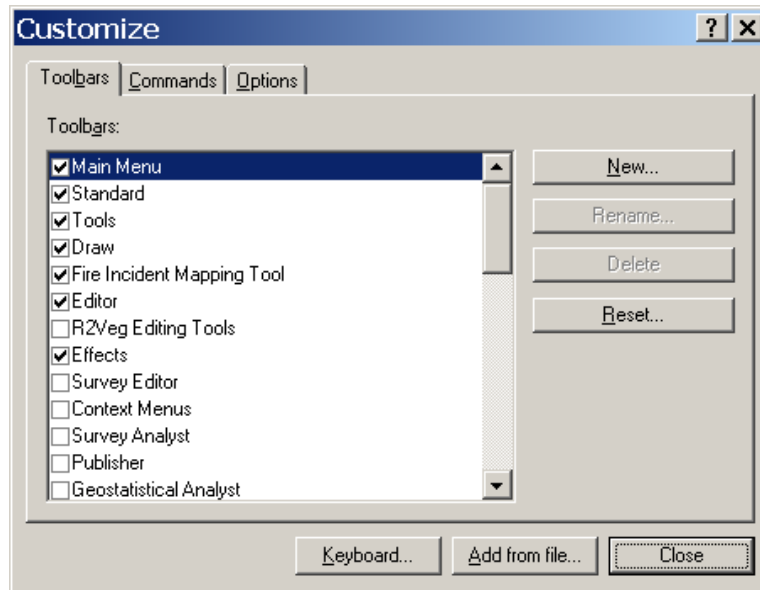 Customize
Toolbars Commands Options
Toolbars:
Main Menu
Standard
Tools
Draw
Fire Incident Mapping Tool
Editor
R2Veg Editing Tools
Effects
Survey Editor
Context Menus
Survey Analyst
Publisher
Geostatistical Analyst
New...
Rename...
Delete
Reset...
Keyboard... Add from file... Close